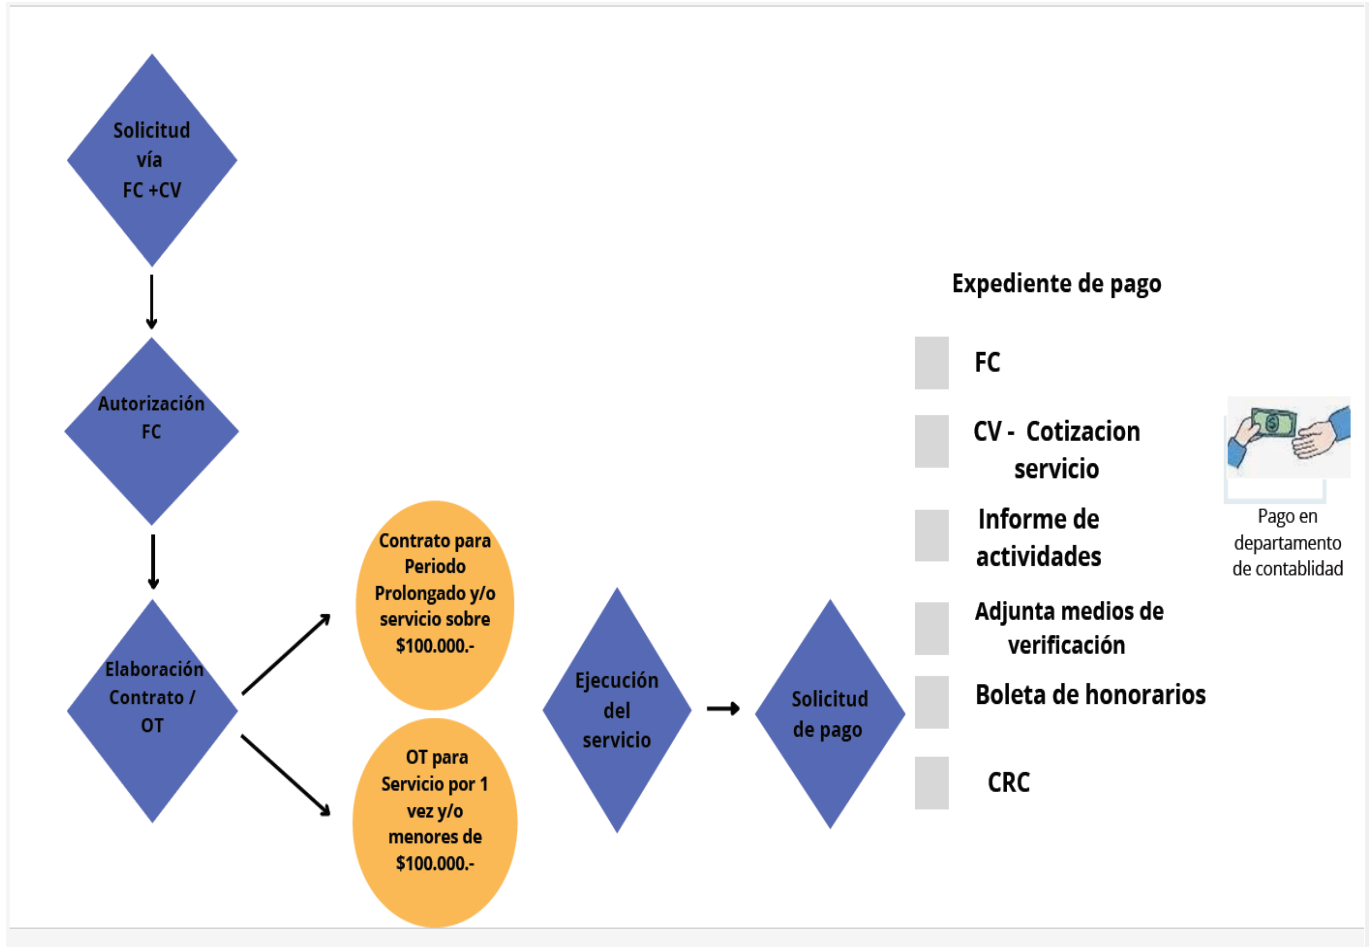 Solicitud
vía
FC +CV
Autorización
FC
Elaboración
Contrato /
OT
Contrato para
Periodo
Prolongado y/o
servicio sobre
$100.000.-
OT para
Servicio por 1
vez y/o
menores de
$100.000.-
Ejecución
del
servicio
Solicitud
de pago
Expediente de pago
FC
CV - Cotizacion
servicio
Informe de
actividades
Adjunta medios de
verificación
Boleta de honorarios
CRC
$
Pago en
departamento
de contablidad